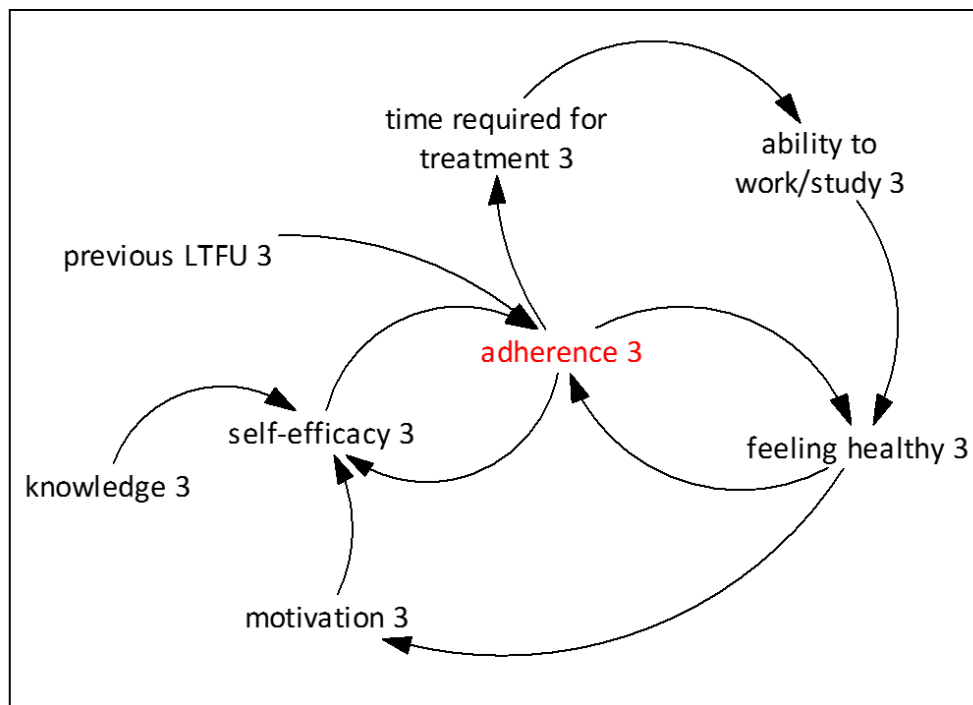 time required for
treatment 3
ability to
work/study 3
previous LTFU 3
adherence 3
self-efficacy 3
feeling healthy 3
knowledge 3
motivation 3